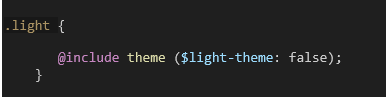 .light {
@include theme ($light-theme: false);
}